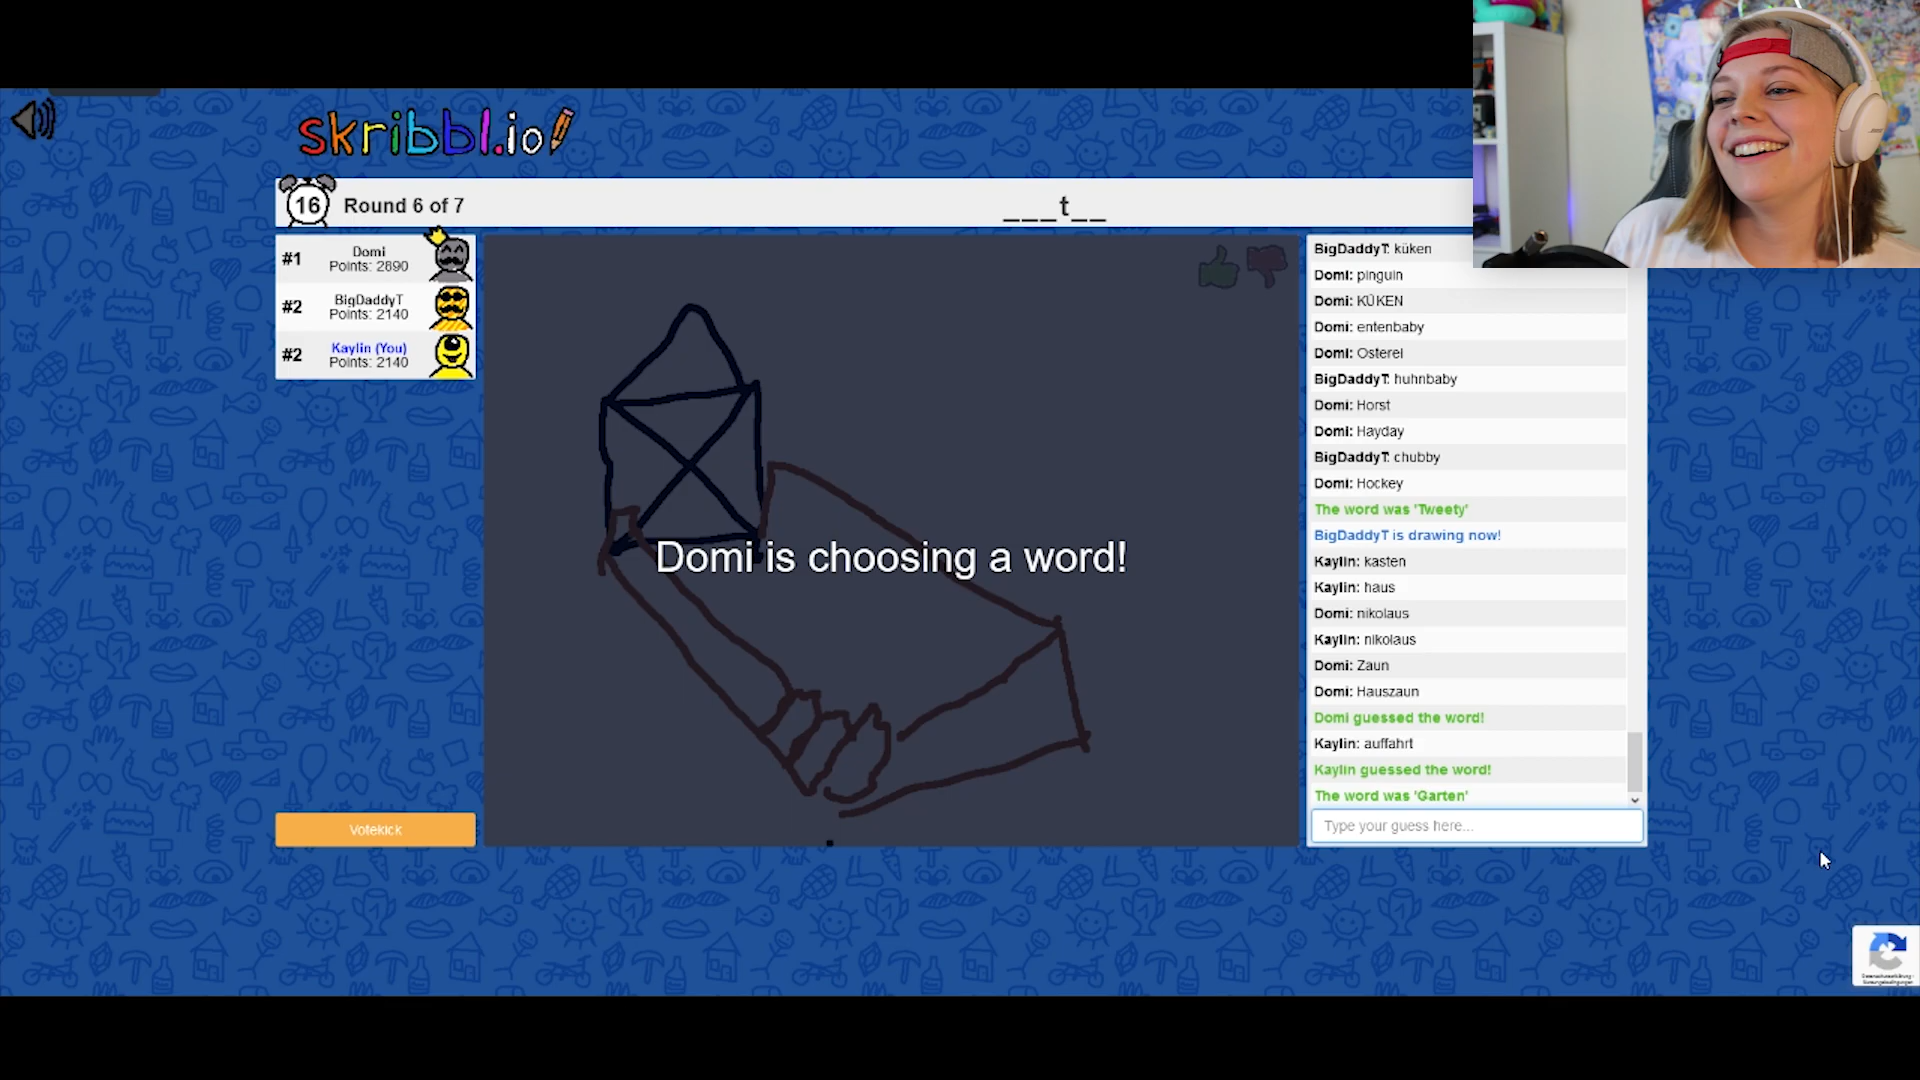 skribbl.io
16
Round 6 of 7
___t__
#1
Domi
Points: 2890
#2
BigDaddyT
Points: 2140
#2
Kaylin (You)
Points: 2140
Votekick
Domi is choosing a word!
BigDaddyT: küken
Domi: pinguin
Domi: KÜKEN
Domi: entenbaby
Domi: Osterei
BigDaddyT: huhnbaby
Domi: Horst
Domi: Hayday
BigDaddyT: chubby
Domi: Hockey
The word was 'Tweety'
BigDaddyT is drawing now!
Kaylin: kasten
Kaylin: haus
Domi: nikolaus
Kaylin: nikolaus
Domi: Zaun
Domi: Hauszaun
Domi guessed the word!
Kaylin: auffahrt
Kaylin guessed the word!
The word was 'Garten'
Type your guess here...